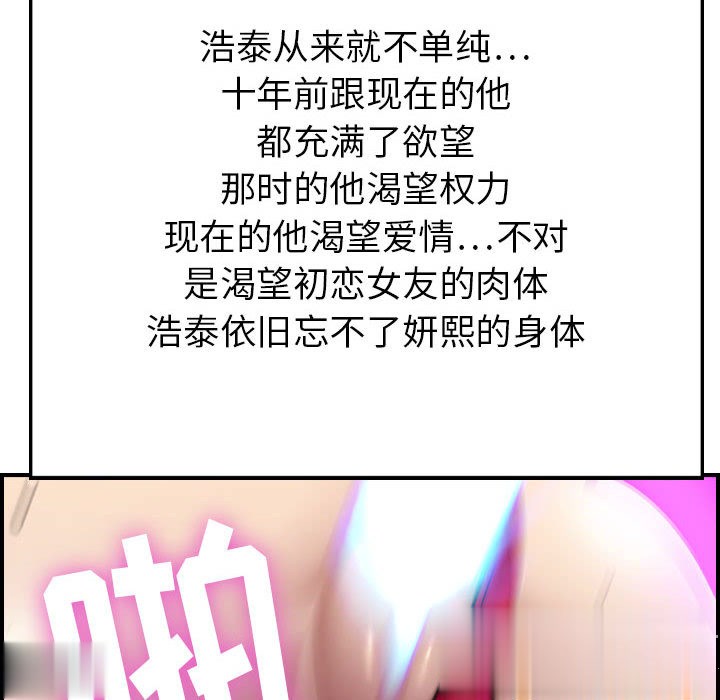 浩泰从来就不单纯...
十年前跟现在的他
都充满了欲望
那时的他渴望权力
现在的他渴望爱情...不对
是渴望初恋女友的肉体
浩泰依旧忘不了妍熙的身体
啪